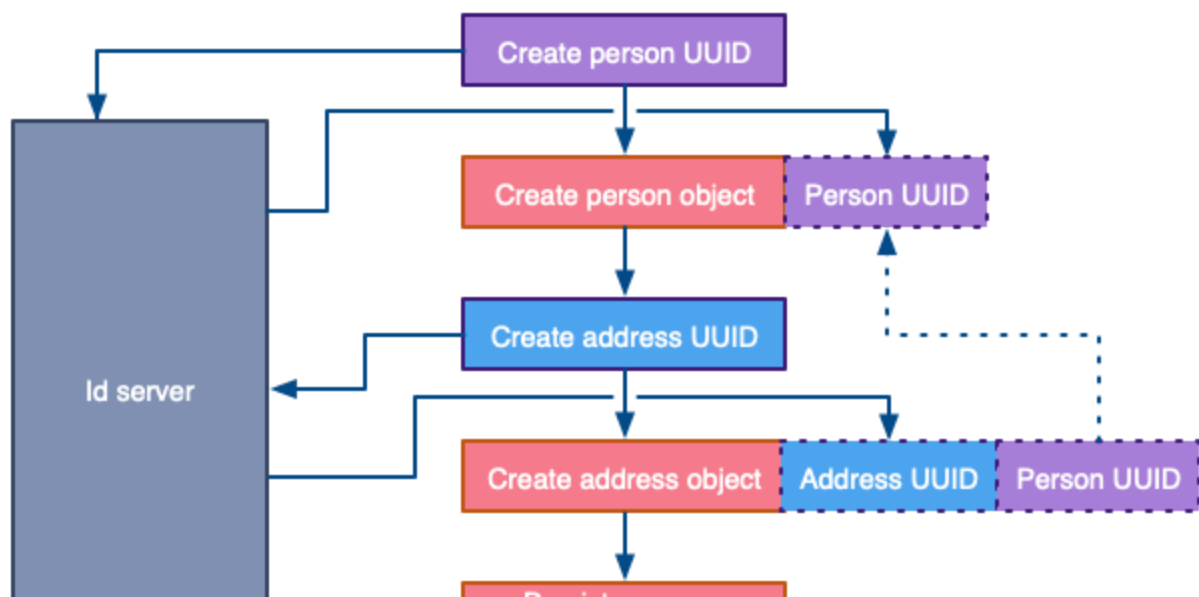 Create person UUID
Create person object
Person UUID
Create address UUID
Id server
Create address object
Address UUID
Person UUID